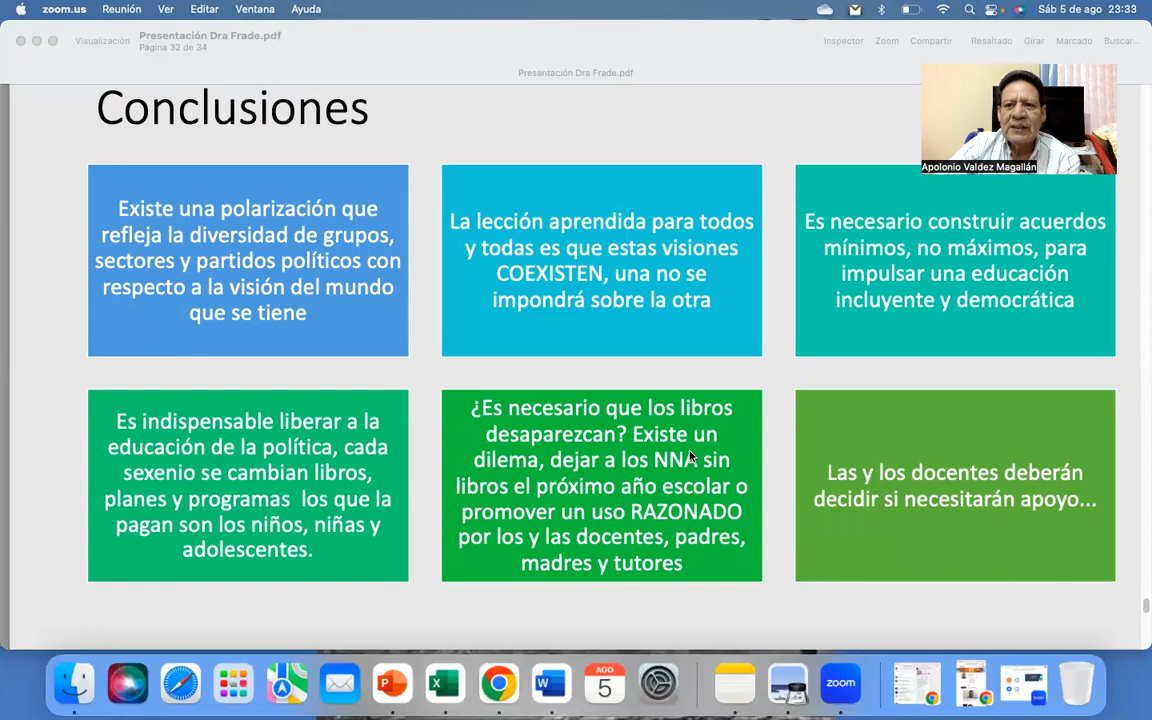 zoom.us Reunión Ver Editar Ventana Ayuda Sáb 5 de ago 23:33
Visualización
Presentación Dra Frade.pdf
Página 32 de 34
Inspector Zoom Compartir Resaltado Girar Marcado Buscar...
Presentación Dra Frade.pdf
Conclusiones
Apolonio Valdez Magallán
Existe una polarización que
refleja la diversidad de grupos,
sectores y partidos políticos con
respecto a la visión del mundo
que se tiene
La lección aprendida para todos
y todas es que estas visiones
COEXISTEN, una no se
impondrá sobre la otra
Es necesario construir acuerdos
mínimos, no máximos, para
impulsar una educación
incluyente y democrática
Es indispensable liberar a la
educación de la política, cada
sexenio se cambian libros,
planes y programas los que la
pagan son los niños, niñas y
adolescentes.
¿Es necesario que los libros
desaparezcan? Existe un
dilema, dejar a los NNA sin
libros el próximo año escolar o
promover un uso RAZONADO
por los y las docentes, padres,
madres y tutores
Las y los docentes deberán
decidir si necesitarán apoyo...
AGO
5
zoom